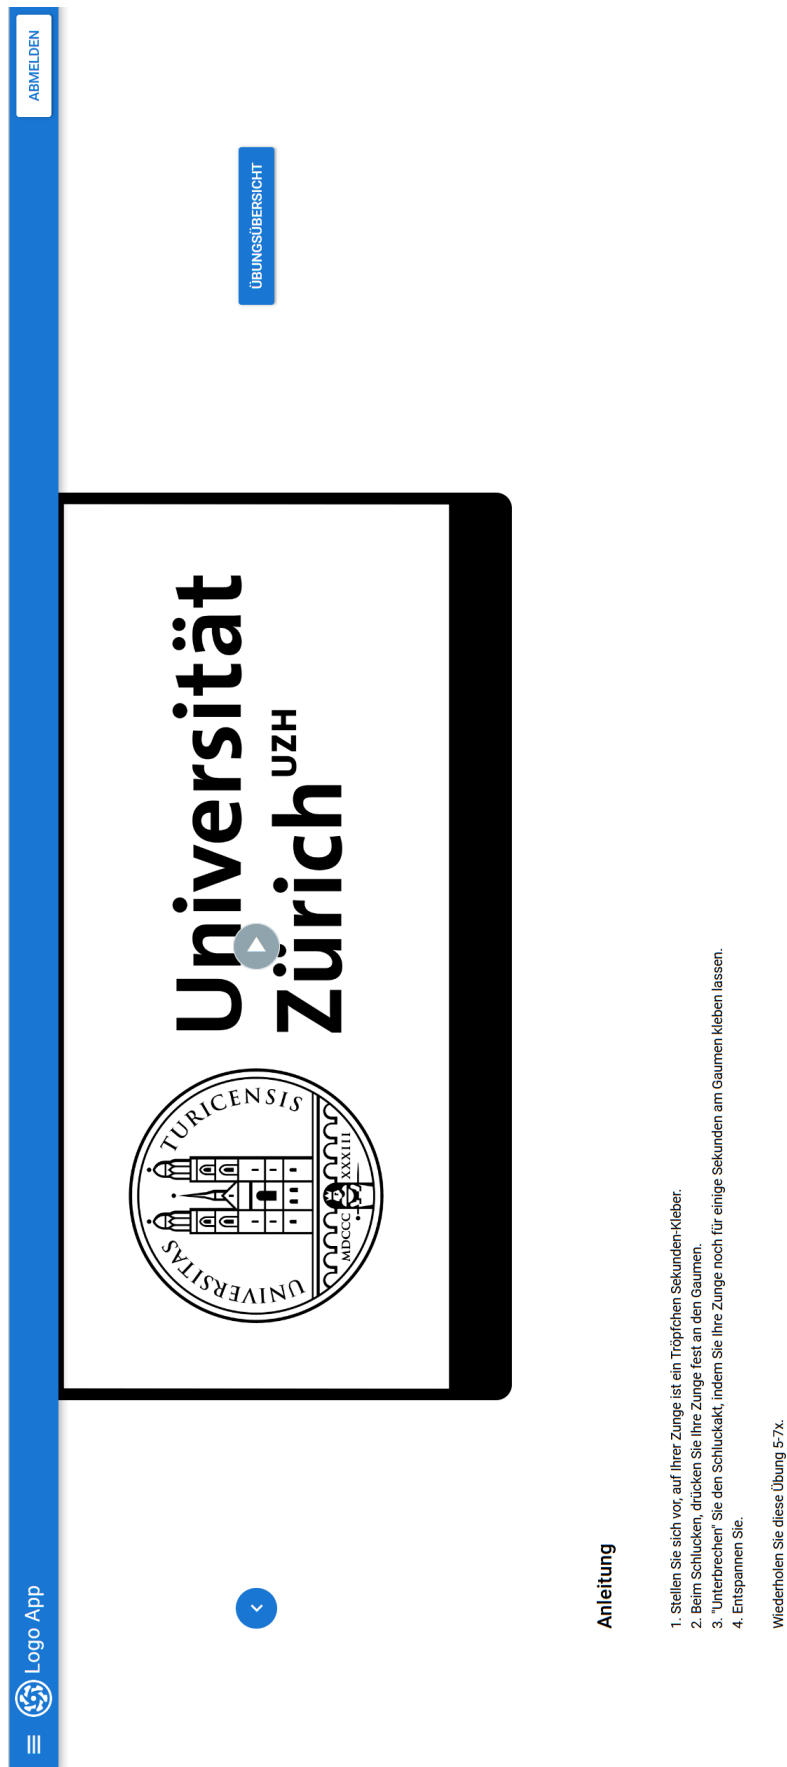 Logo App
ABMELDEN
ÜBUNGSÜBERSICHT
UNIVERSITAS TURICENSIS
MDCCC XXXIII
Universität
Zürich UZH
Anleitung
1. Stellen Sie sich vor, auf Ihrer Zunge ist ein Tröpfchen Sekunden-Kleber.
2. Beim Schlucken, drücken Sie Ihre Zunge fest an den Gaumen.
3. "Unterbrechen" Sie den Schluckakt, indem Sie Ihre Zunge noch für einige Sekunden am Gaumen kleben lassen.
4. Entspannen Sie.
Wiederholen Sie diese Übung 5-7x.